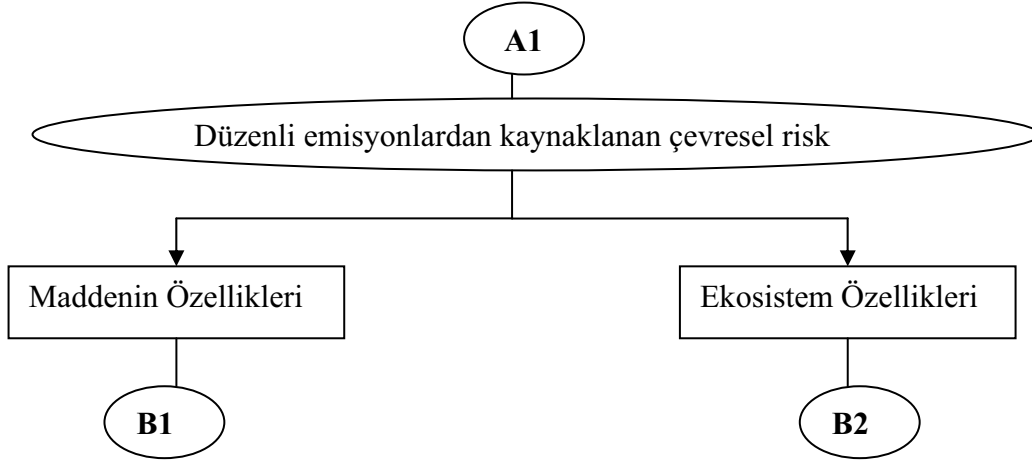 A1
Düzenli emisyonlardan kaynaklanan çevresel risk
Maddenin Özellikleri
Ekosistem Özellikleri
B1
B2